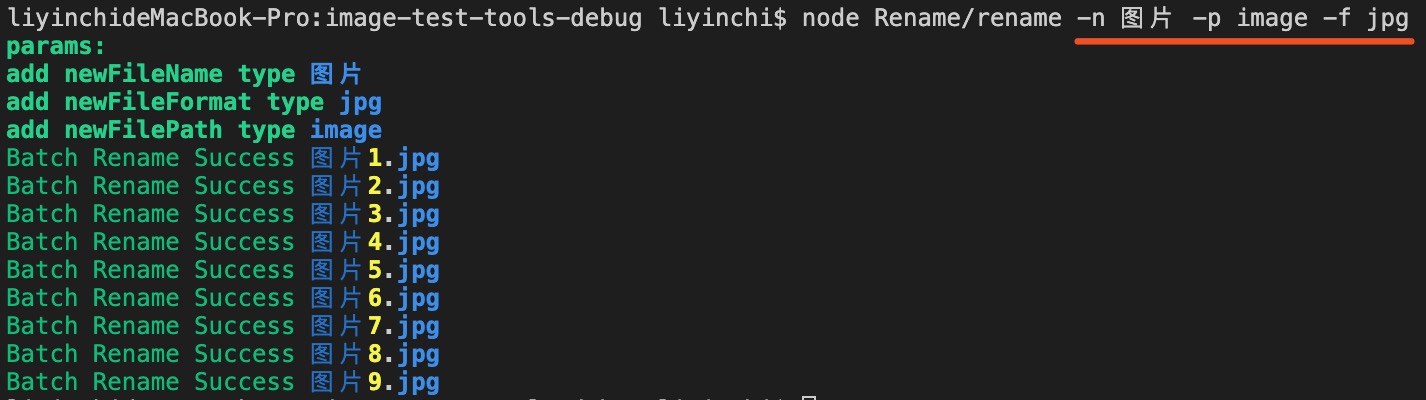 liyinchideMacBook-Pro:image-test-tools-debug liyinchi$ node Rename/rename -n 图片 -p image -f jpg
params:
add newFileName type 图片
add newFileFormat type jpg
add newFilePath type image
Batch Rename Success 图片1.jpg
Batch Rename Success 图片2.jpg
Batch Rename Success 图片3.jpg
Batch Rename Success 图片4.jpg
Batch Rename Success 图片5.jpg
Batch Rename Success 图片6.jpg
Batch Rename Success 图片7.jpg
Batch Rename Success 图片8.jpg
Batch Rename Success 图片9.jpg